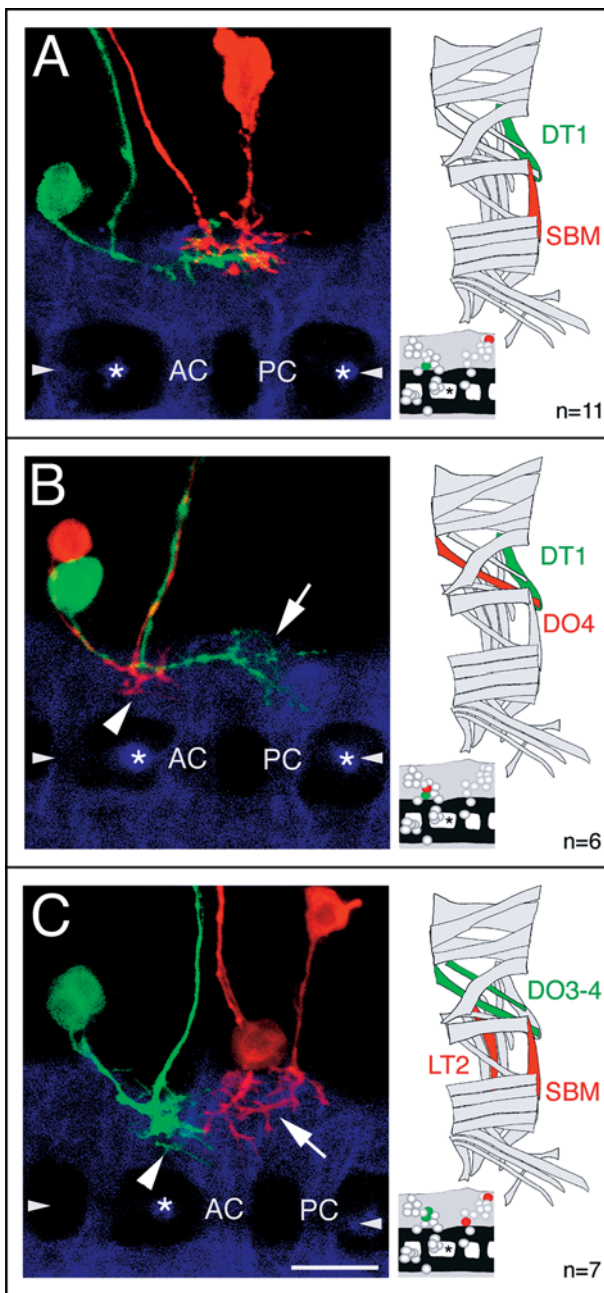 A
* AC PC *
DT1
SBM
*
n=11
B
* AC PC *
DT1
DO4
*
n=6
C
* AC PC
DO3-4
LT2
SBM
*
n=7